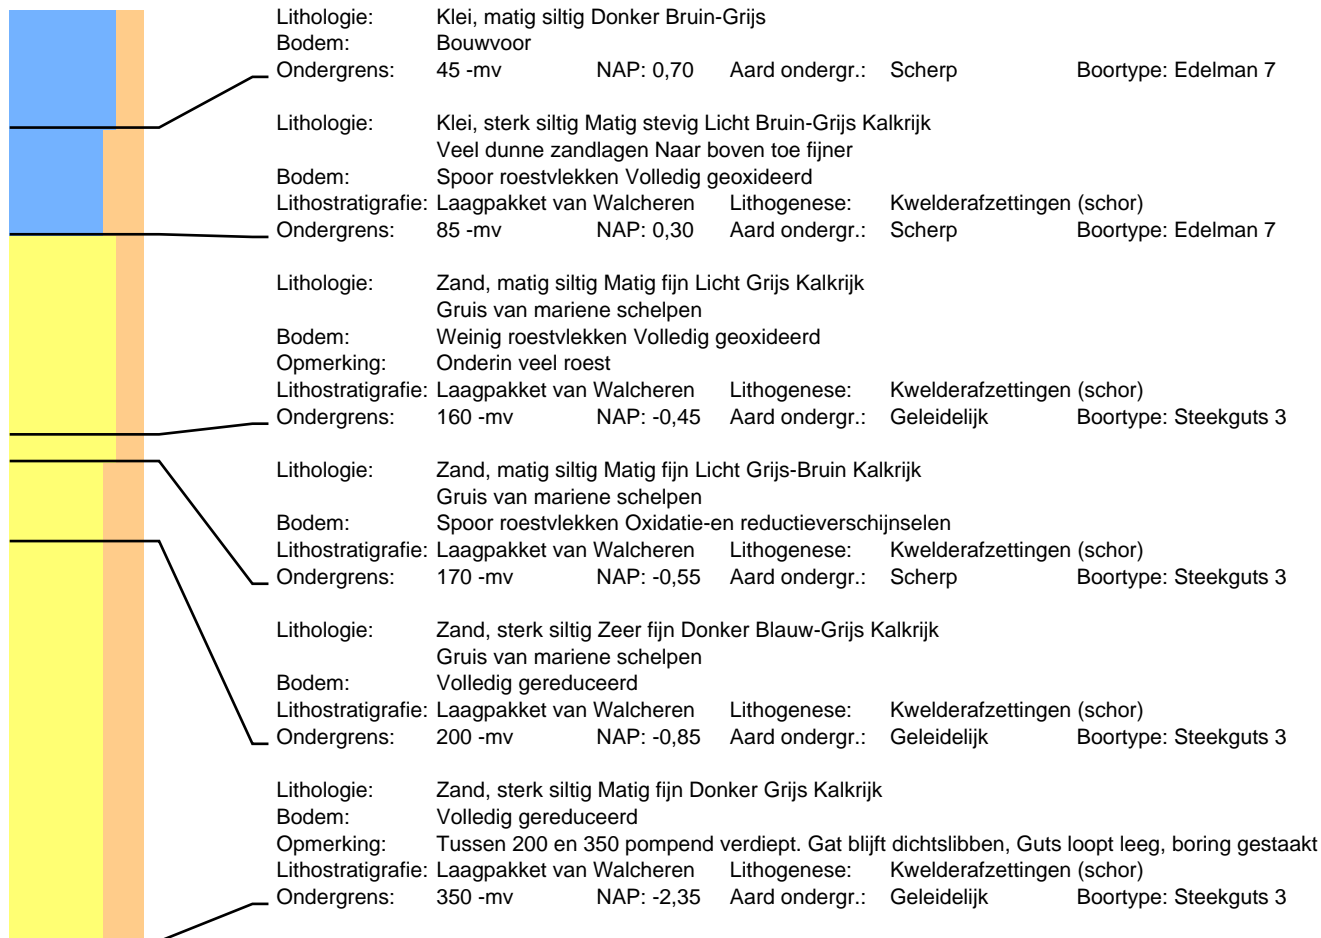 Lithologie: Klei, matig siltig Donker Bruin-Grijs
Bodem: Bouwvoor
Ondergrens: 45 -mv NAP: 0,70 Aard ondergr.: Scherp Boortype: Edelman 7
Lithologie: Klei, sterk siltig Matig stevig Licht Bruin-Grijs Kalkrijk
Veel dunne zandlagen Naar boven toe fijner
Bodem: Spoor roestvlekken Volledig geoxideerd
Lithostratigrafie: Laagpakket van Walcheren Lithogenese: Kwelderafzettingen (schor)
Ondergrens: 85 -mv NAP: 0,30 Aard ondergr.: Scherp Boortype: Edelman 7
Lithologie: Zand, matig siltig Matig fijn Licht Grijs Kalkrijk
Gruis van mariene schelpen
Bodem: Weinig roestvlekken Volledig geoxideerd
Opmerking: Onderin veel roest
Lithostratigrafie: Laagpakket van Walcheren Lithogenese: Kwelderafzettingen (schor)
Ondergrens: 160 -mv NAP: -0,45 Aard ondergr.: Geleidelijk Boortype: Steekguts 3
Lithologie: Zand, matig siltig Matig fijn Licht Grijs-Bruin Kalkrijk
Gruis van mariene schelpen
Bodem: Spoor roestvlekken Oxidatie-en reductieverschijnselen
Lithostratigrafie: Laagpakket van Walcheren Lithogenese: Kwelderafzettingen (schor)
Ondergrens: 170 -mv NAP: -0,55 Aard ondergr.: Scherp Boortype: Steekguts 3
Lithologie: Zand, sterk siltig Zeer fijn Donker Blauw-Grijs Kalkrijk
Gruis van mariene schelpen
Bodem: Volledig gereduceerd
Lithostratigrafie: Laagpakket van Walcheren Lithogenese: Kwelderafzettingen (schor)
Ondergrens: 200 -mv NAP: -0,85 Aard ondergr.: Geleidelijk Boortype: Steekguts 3
Lithologie: Zand, sterk siltig Matig fijn Donker Grijs Kalkrijk
Bodem: Volledig gereduceerd
Opmerking: Tussen 200 en 350 pompend verdiept. Gat blijft dichtslibben, Guts loopt leeg, boring gestaakt
Lithostratigrafie: Laagpakket van Walcheren Lithogenese: Kwelderafzettingen (schor)
Ondergrens: 350 -mv NAP: -2,35 Aard ondergr.: Geleidelijk Boortype: Steekguts 3